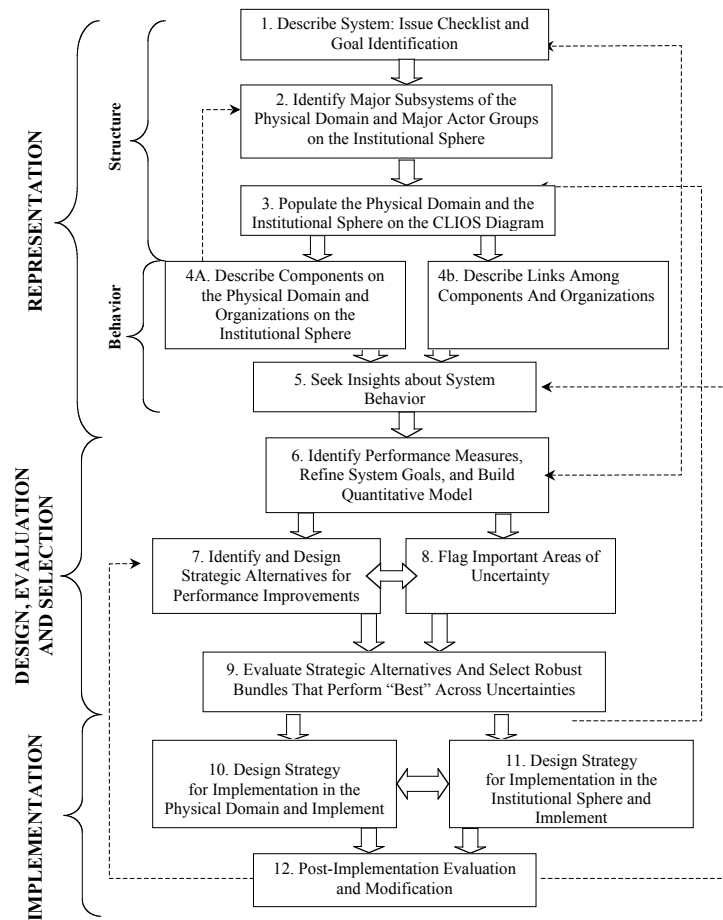 1. Describe System: Issue Checklist and
Goal Identification
2. Identify Major Subsystems of the
Physical Domain and Major Actor Groups
on the Institutional Sphere
Structure
REPRESENTATION
3. Populate the Physical Domain and the
Institutional Sphere on the CLIOS Diagram
4A. Describe Components on
the Physical Domain and
Organizations on the
Institutional Sphere
4b. Describe Links Among
Components And Organizations
Behavior
5. Seek Insights about System
Behavior
6. Identify Performance Measures,
Refine System Goals, and Build
Quantitative Model
DESIGN, EVALUATION
AND SELECTION
7. Identify and Design
Strategic Alternatives for
Performance Improvements
8. Flag Important Areas of
Uncertainty
9. Evaluate Strategic Alternatives And Select Robust
Bundles That Perform “Best” Across Uncertainties
IMPLEMENTATION
10. Design Strategy
for Implementation in the
Physical Domain and Implement
11. Design Strategy
for Implementation in the
Institutional Sphere and
Implement
12. Post-Implementation Evaluation
and Modification